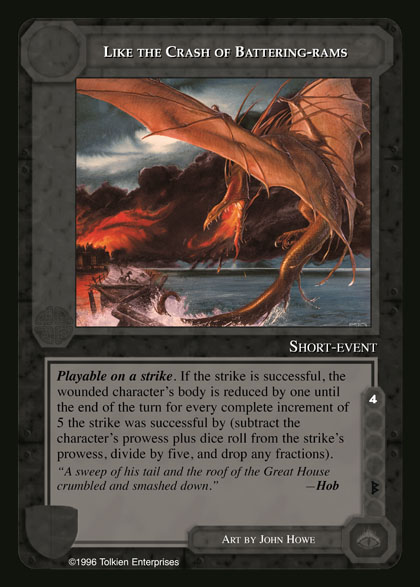 LIKE THE CRASH OF BATTERING-RAMS
SHORT-EVENT
Playable on a strike. If the strike is successful, the
wounded character's body is reduced by one until
the end of the turn for every complete increment of
5 the strike was successful by (subtract the
character's prowess plus dice roll from the strike's
prowess, divide by five, and drop any fractions).
“A sweep of his tail and the roof of the Great House
crumbled and smashed down.” –Hob
4
ART BY JOHN HOWE
©1996 Tolkien Enterprises